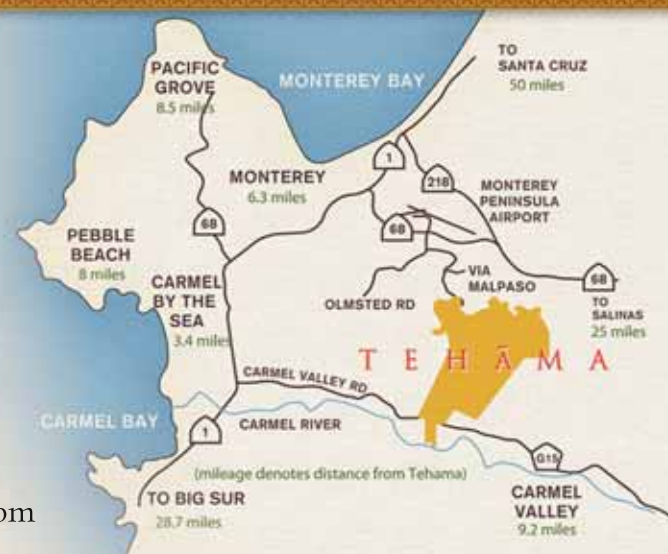 PACIFIC
GROVE
8.5 miles
MONTEREY BAY
TO
SANTA CRUZ
50 miles
1
218
MONTEREY
6.3 miles
MONTEREY
PENINSULA
AIRPORT
68
68
PEBBLE
BEACH
8 miles
VIA
MALPASO
68
CARMEL
BY THE
SEA
3.4 miles
OLMSTED RD
TO
SALINAS
25 miles
TEHĀMA
CARMEL VALLEY RD
CARMEL BAY
1
CARMEL RIVER
G15
(mileage denotes distance from Tehama)
TO BIG SUR
28.7 miles
CARMEL
VALLEY
9.2 miles
om